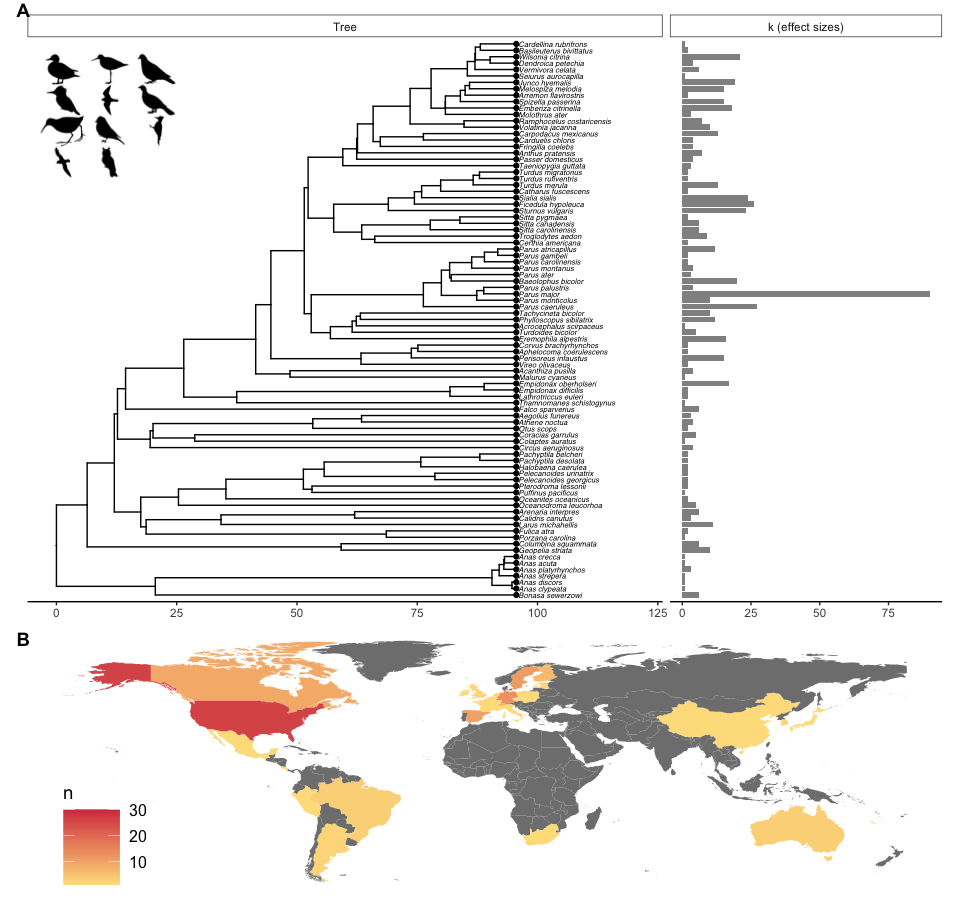 A
Tree
k (effect sizes)
Cardellina rubrifrons
Basileuterus bivittatus
Wilsonia citrina
Dendroica petechia
Vermivora celata
Seiurus aurocapilla
Junco hyemalis
Melospiza melodia
Arremon flavirostris
Spizella passerina
Emberiza citrinella
Molothrus ater
Ramphocelus costaricensis
Volatinia jacarina
Carpodacus mexicanus
Carduelis chloris
Fringilla coelebs
Anthus pratensis
Passer domesticus
Taeniopygia guttata
Turdus migratorius
Turdus rufiventris
Turdus merula
Catharus fuscescens
Sialia sialis
Ficedula hypoleuca
Sturnus vulgaris
Sitta pygmaea
Sitta canadensis
Sitta carolinensis
Troglodytes aedon
Certhia americana
Parus atricapillus
Parus gambeli
Parus carolinensis
Parus montanus
Parus ater
Baeolophus bicolor
Parus palustris
Parus major
Parus monticolus
Parus caeruleus
Tachycineta bicolor
Phylloscopus sibilatrix
Acrocephalus scirpaceus
Turdoides bicolor
Eremophila alpestris
Corvus brachyrhynchos
Aphelocoma coerulescens
Perisoreus infaustus
Vireo olivaceus
Acanthiza pusilla
Malurus cyaneus
Empidonax oberholseri
Empidonax difficilis
Lathrotriccus euleri
Thamnomanes schistogynus
Falco sparverius
Aegolius funereus
Athene noctua
Otus scops
Coracias garrulus
Colaptes auratus
Circus aeruginosus
Pachyptila belcheri
Pachyptila desolata
Halobaena caerulea
Pelecanoides urinatrix
Pelecanoides georgicus
Pterodroma lessonii
Puffinus pacificus
Oceanites oceanicus
Oceanodroma leucorhoa
Arenaria interpres
Calidris canutus
Larus michahellis
Fulica atra
Porzana carolina
Columbina squammata
Geopelia striata
Anas crecca
Anas acuta
Anas platyrhynchos
Anas strepera
Anas discors
Anas clypeata
Bonasa sewerzowi
0 25 50 75 100 125
0 25 50 75
B
n
30
20
10